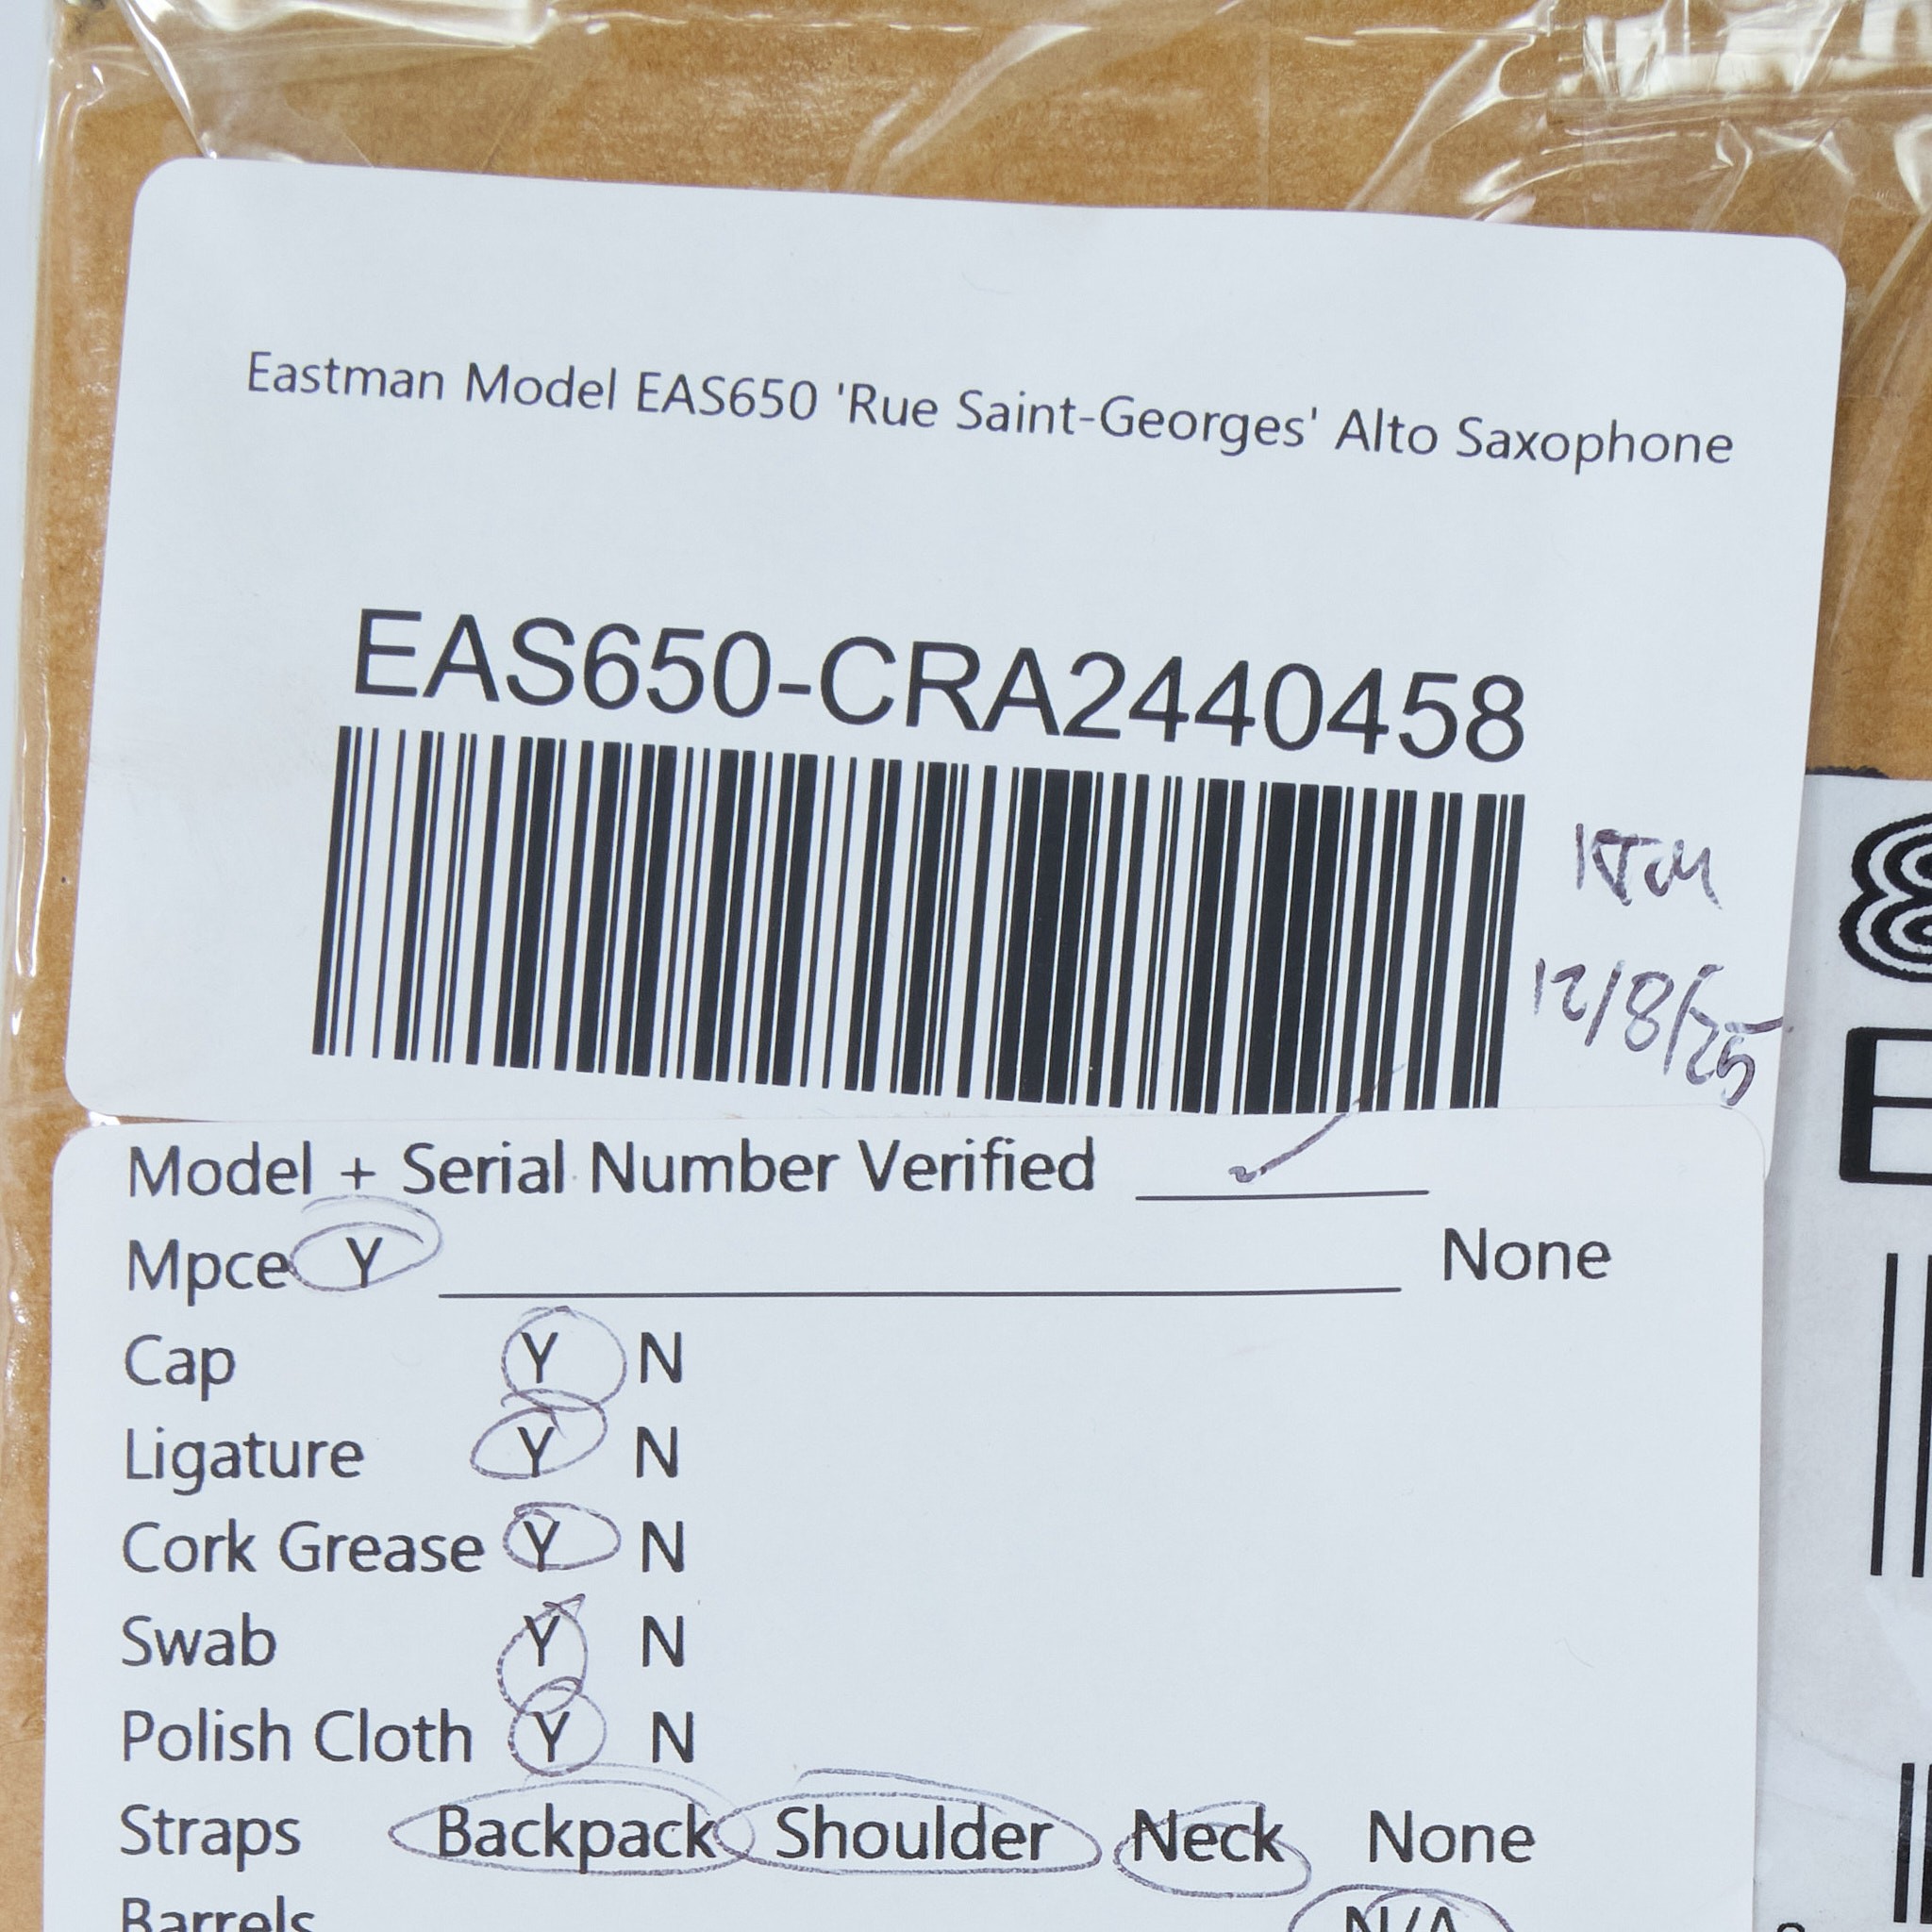 Eastman Model EAS650 'Rue Saint-Georges' Alto Saxophone
EAS650-CRA2440458
12/8/25
Model + Serial Number Verified
Mpce Y None
Cap Y N
Ligature Y N
Cork Grease Y N
Swab Y N
Polish Cloth Y N
Straps Backpack Shoulder Neck None
Barrels N/A